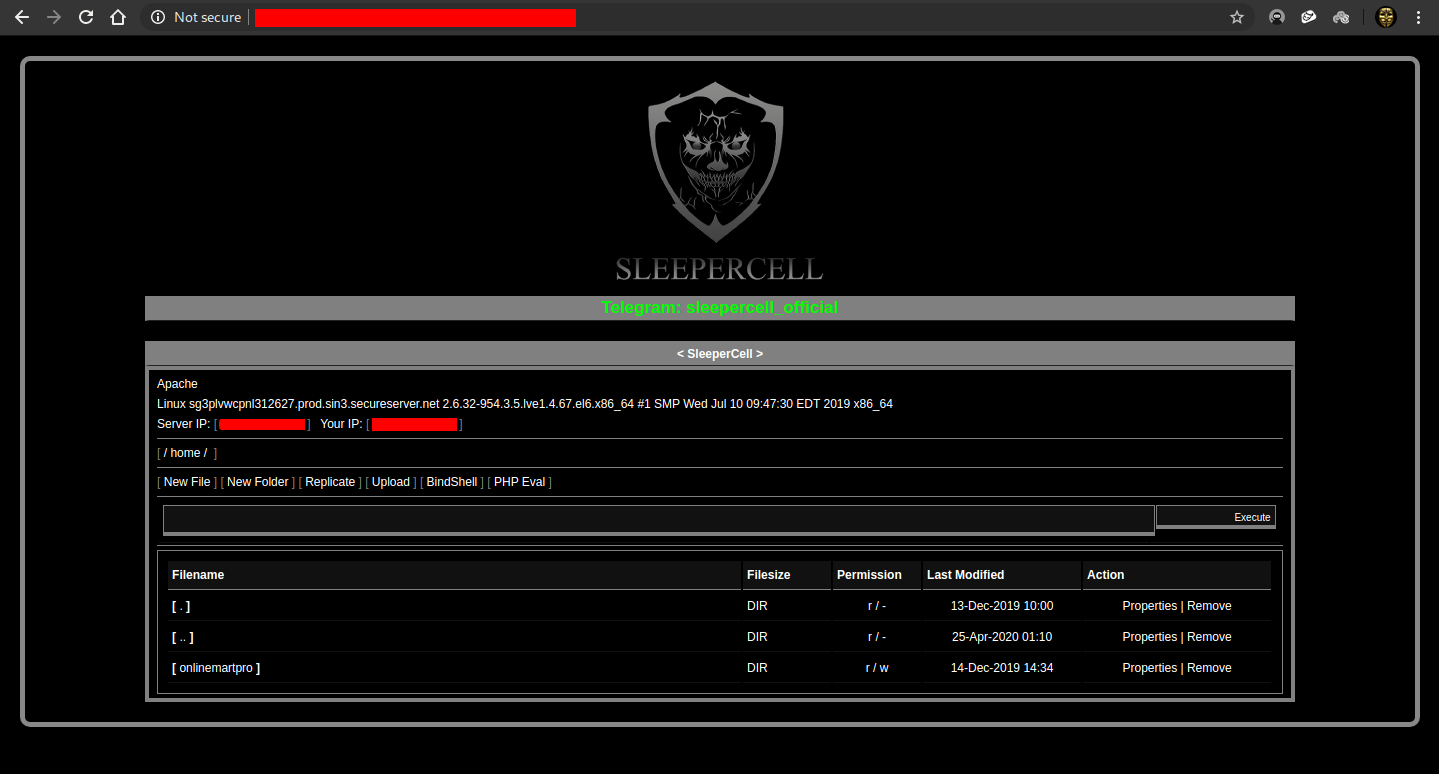 Not secure
SLEEPERCELL
Telegram: sleepercell_official
< SleeperCell >
Apache
Linux sg3plvwcpnl312627.prod.sin3.secureserver.net 2.6.32-954.3.5.lve1.4.67.el6.x86_64 #1 SMP Wed Jul 10 09:47:30 EDT 2019 x86_64
Server IP: [ ] Your IP: [ ]
[ / home / ]
[ New File ] [ New Folder ] [ Replicate ] [ Upload ] [ BindShell ] [ PHP Eval ]
Execute
Filename Filesize Permission Last Modified Action
[ . ] DIR r / - 13-Dec-2019 10:00 Properties | Remove
[ .. ] DIR r / - 25-Apr-2020 01:10 Properties | Remove
[ onlinemartpro ] DIR r / w 14-Dec-2019 14:34 Properties | Remove